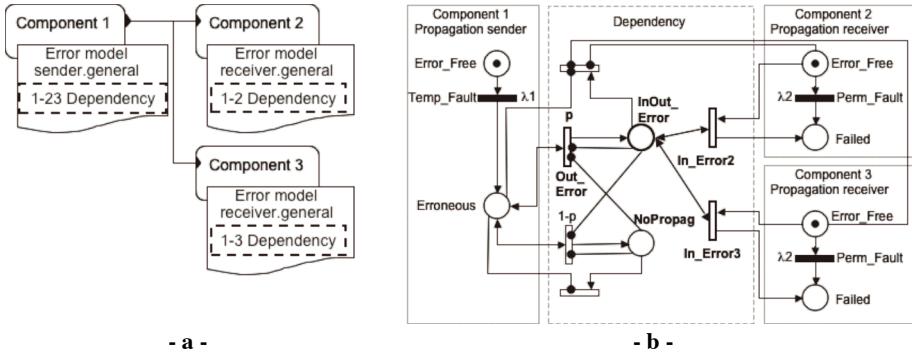 Component 1
Error model
sender.general
1-23 Dependency
Component 2
Error model
receiver.general
1-2 Dependency
Component 3
Error model
receiver.general
1-3 Dependency
- a -
Component 1
Propagation sender
Error_Free
Temp_Fault
λ1
Erroneous
Dependency
p
InOut_
Error
Out_
Error
In_Error2
1-p
NoPropag
In_Error3
Component 2
Propagation receiver
Error_Free
λ2
Perm_Fault
Failed
Component 3
Propagation receiver
Error_Free
λ2
Perm_Fault
Failed
- b -